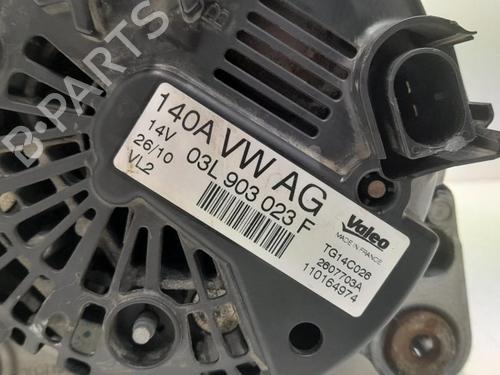 B-PARTS
140A VW AG
14V 03L 903 023 F
26/10
VL2
Valeo
MADE IN FRANCE
TG14C026
2607703A
110164974